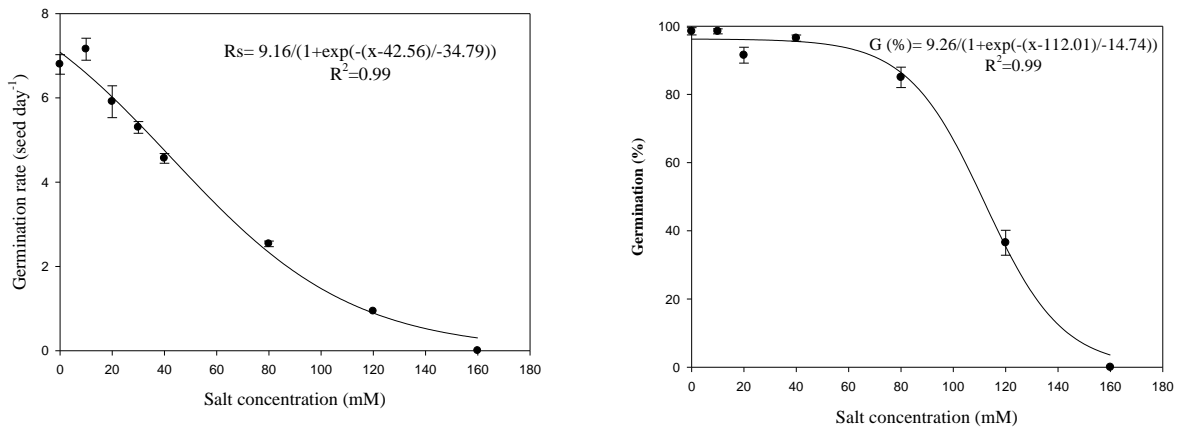 Rs= 9.16/(1+exp(-(x-42.56)/-34.79))
R²=0.99
Germination rate (seed day⁻¹)
8
6
4
2
0
0 20 40 60 80 100 120 140 160 180
Salt concentration (mM)
G (%)= 9.26/(1+exp(-(x-112.01)/-14.74))
R²=0.99
Germination (%)
100
80
60
40
20
0
0 20 40 60 80 100 120 140 160 180
Salt concentration (mM)